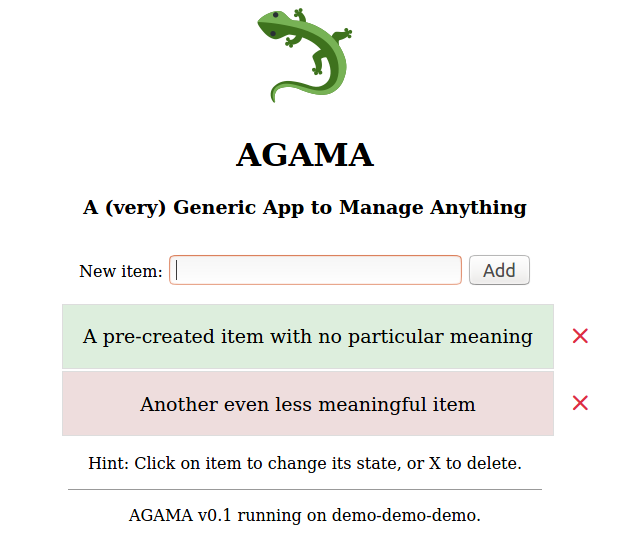 AGAMA
A (very) Generic App to Manage Anything
New item: Add
A pre-created item with no particular meaning
Another even less meaningful item
Hint: Click on item to change its state, or X to delete.
AGAMA v0.1 running on demo-demo-demo.